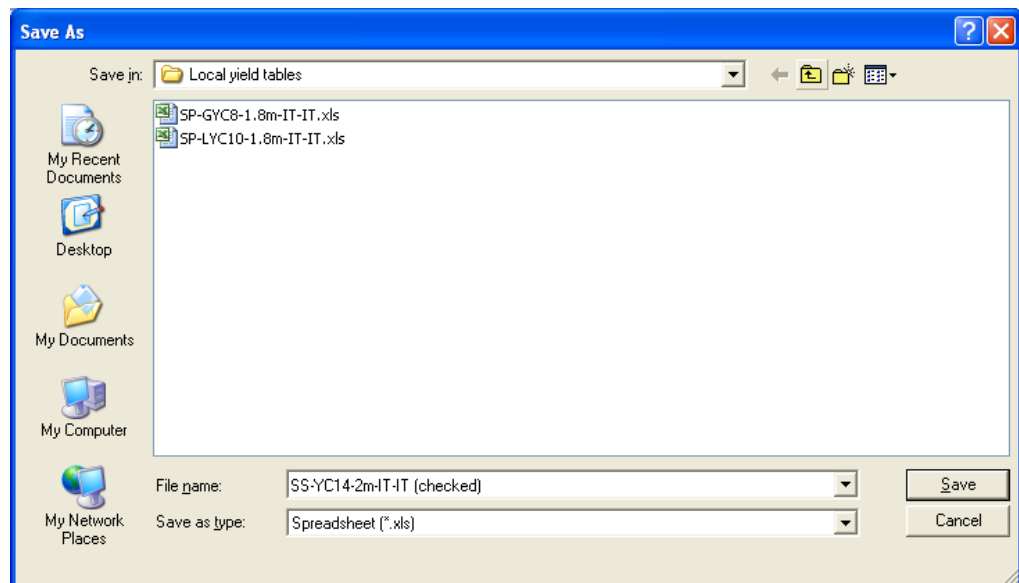 Save As
Save in:
Local yield tables
SP-GYC8-1.8m-IT-IT.xls
SP-LYC10-1.8m-IT-IT.xls
My Recent
Documents
Desktop
My Documents
My Computer
My Network
Places
File name:
SS-YC14-2m-IT-IT (checked)
Save
Save as type:
Spreadsheet (*.xls)
Cancel